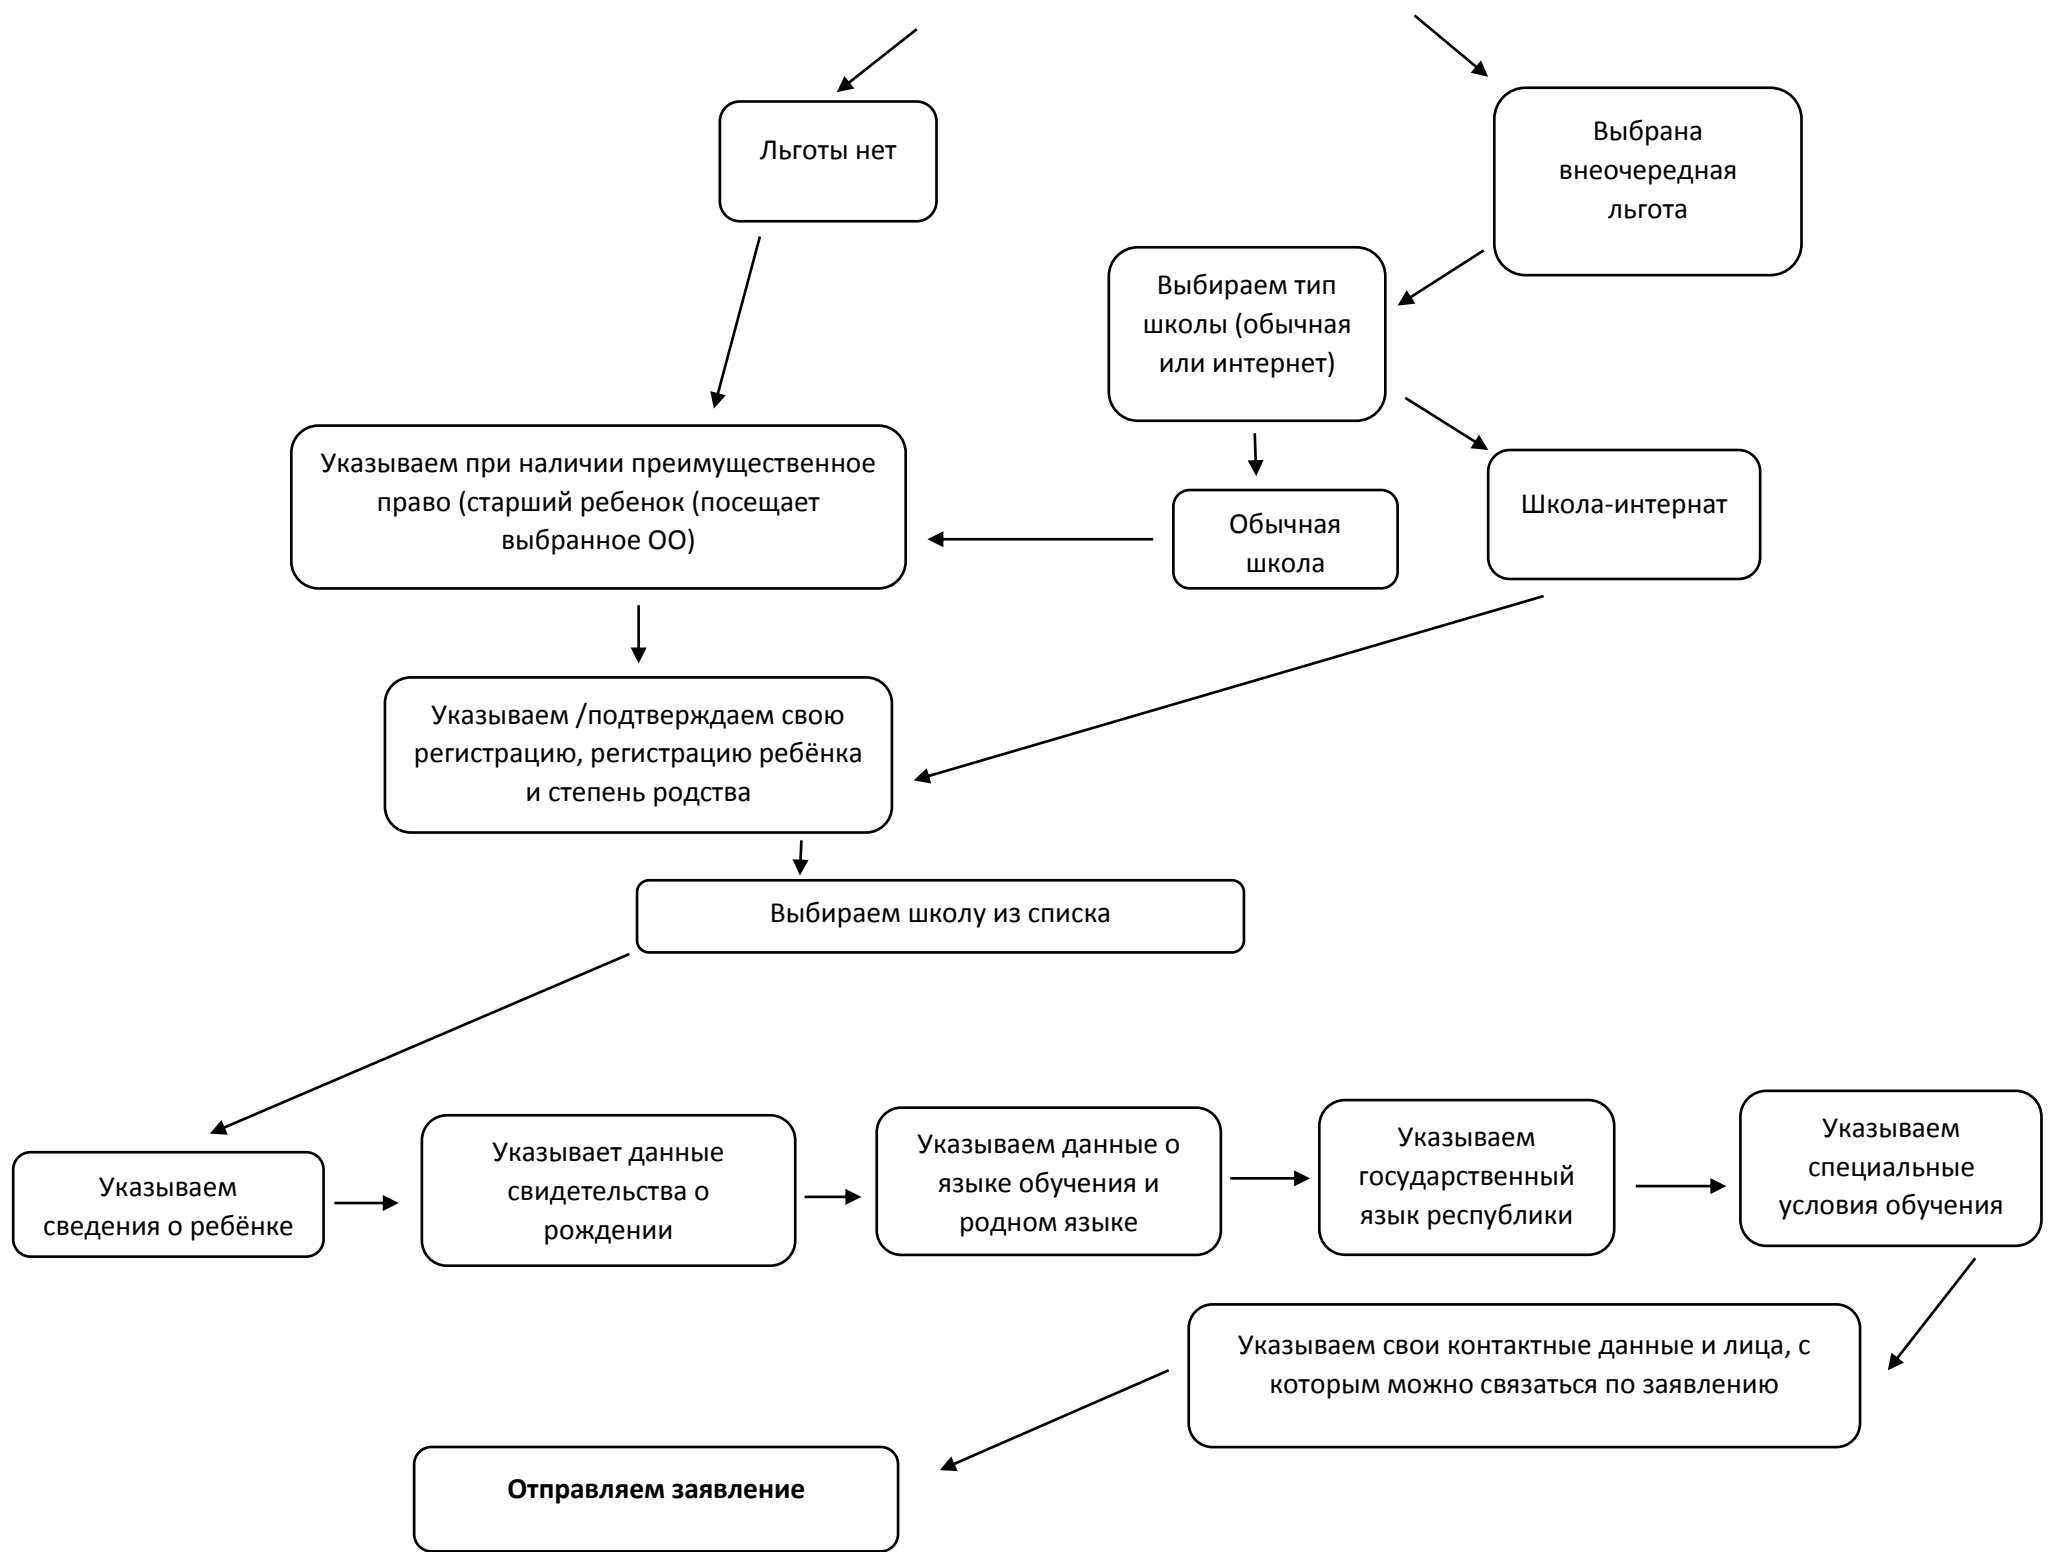 Льготы нет
Выбрана
внеочередная
льгота
Выбираем тип
школы (обычная
или интернет)
Указываем при наличии преимущественное
право (старший ребенок (посещает
выбранное ОО)
Обычная
школа
Школа-интернат
Указываем /подтверждаем свою
регистрацию, регистрацию ребёнка
и степень родства
Выбираем школу из списка
Указываем
сведения о ребёнке
Указывает данные
свидетельства о
рождении
Указываем данные о
языке обучения и
родном языке
Указываем
государственный
язык республики
Указываем
специальные
условия обучения
Указываем свои контактные данные и лица, с
которым можно связаться по заявлению
Отправляем заявление